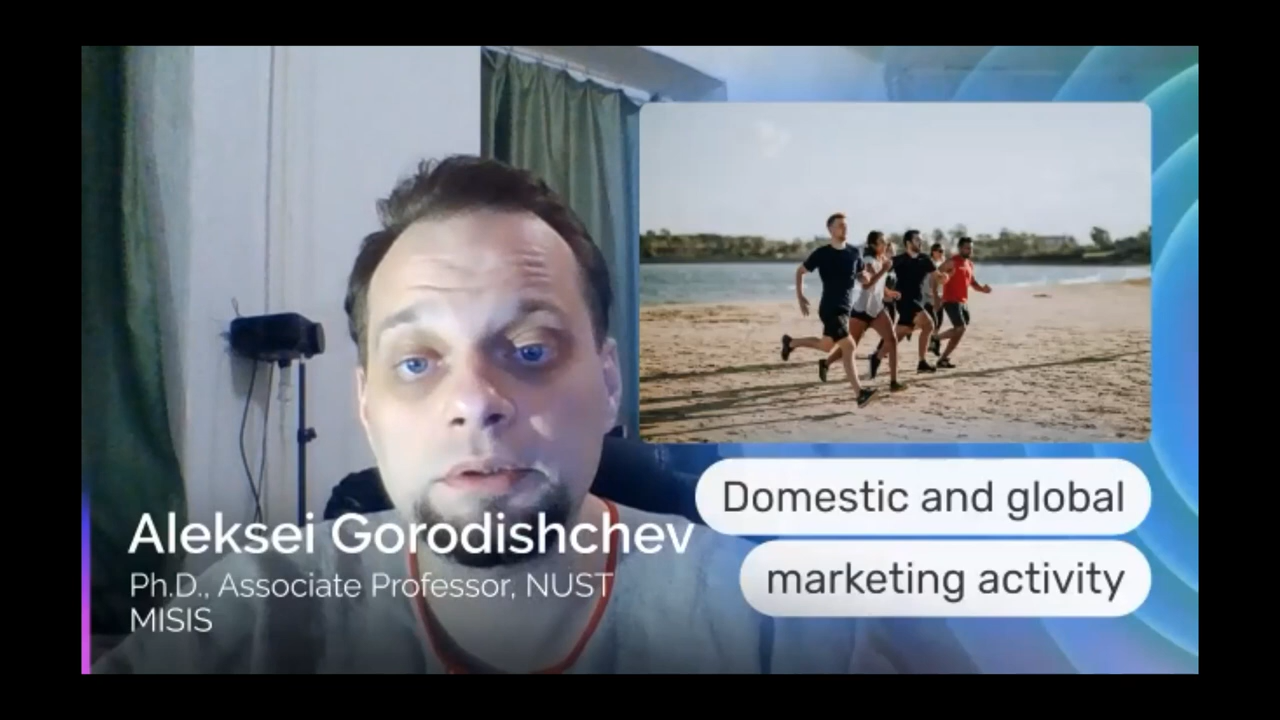 Aleksei Gorodishchev
Ph.D., Associate Professor, NUST
MISIS
Domestic and global
marketing activity